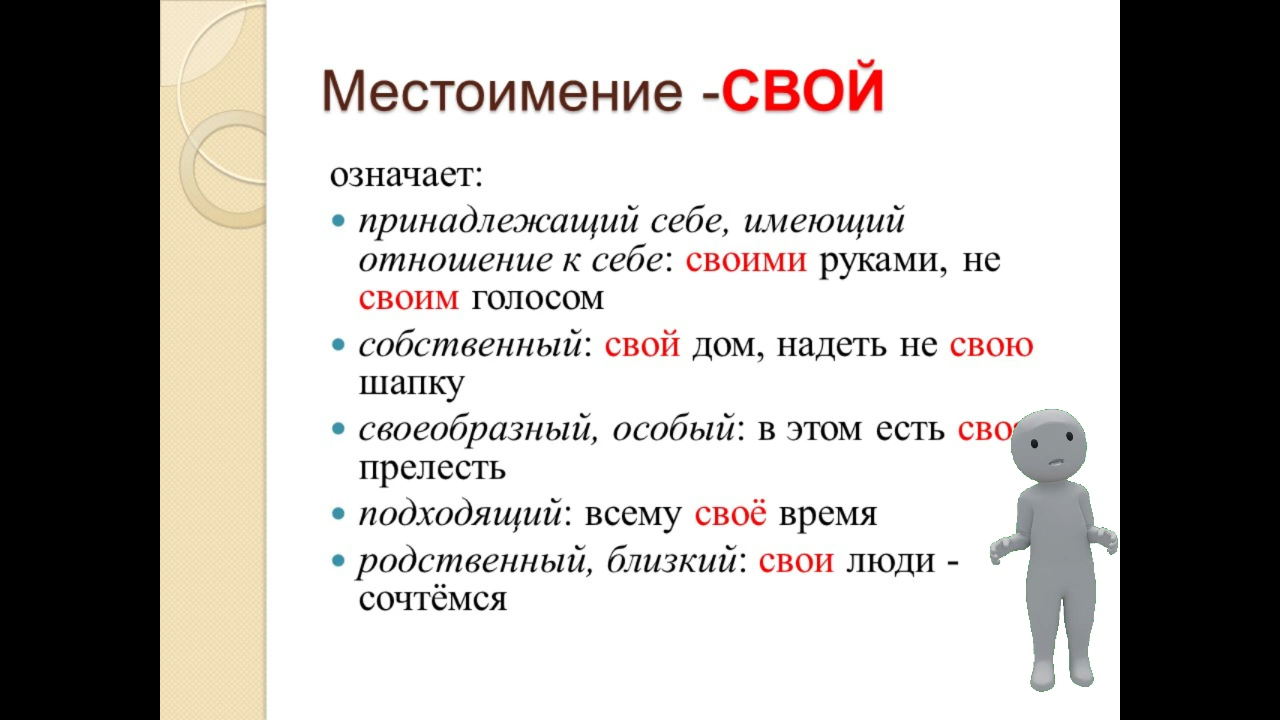 Местоимение -СВОЙ
означает:
принадлежащий себе, имеющий
отношение к себе: своими руками, не
своим голосом
собственный: свой дом, надеть не свою
шапку
своеобразный, особый: в этом есть
прелесть
подходящий: всему своё время
родственный, близкий: свои люди -
сочтёмся